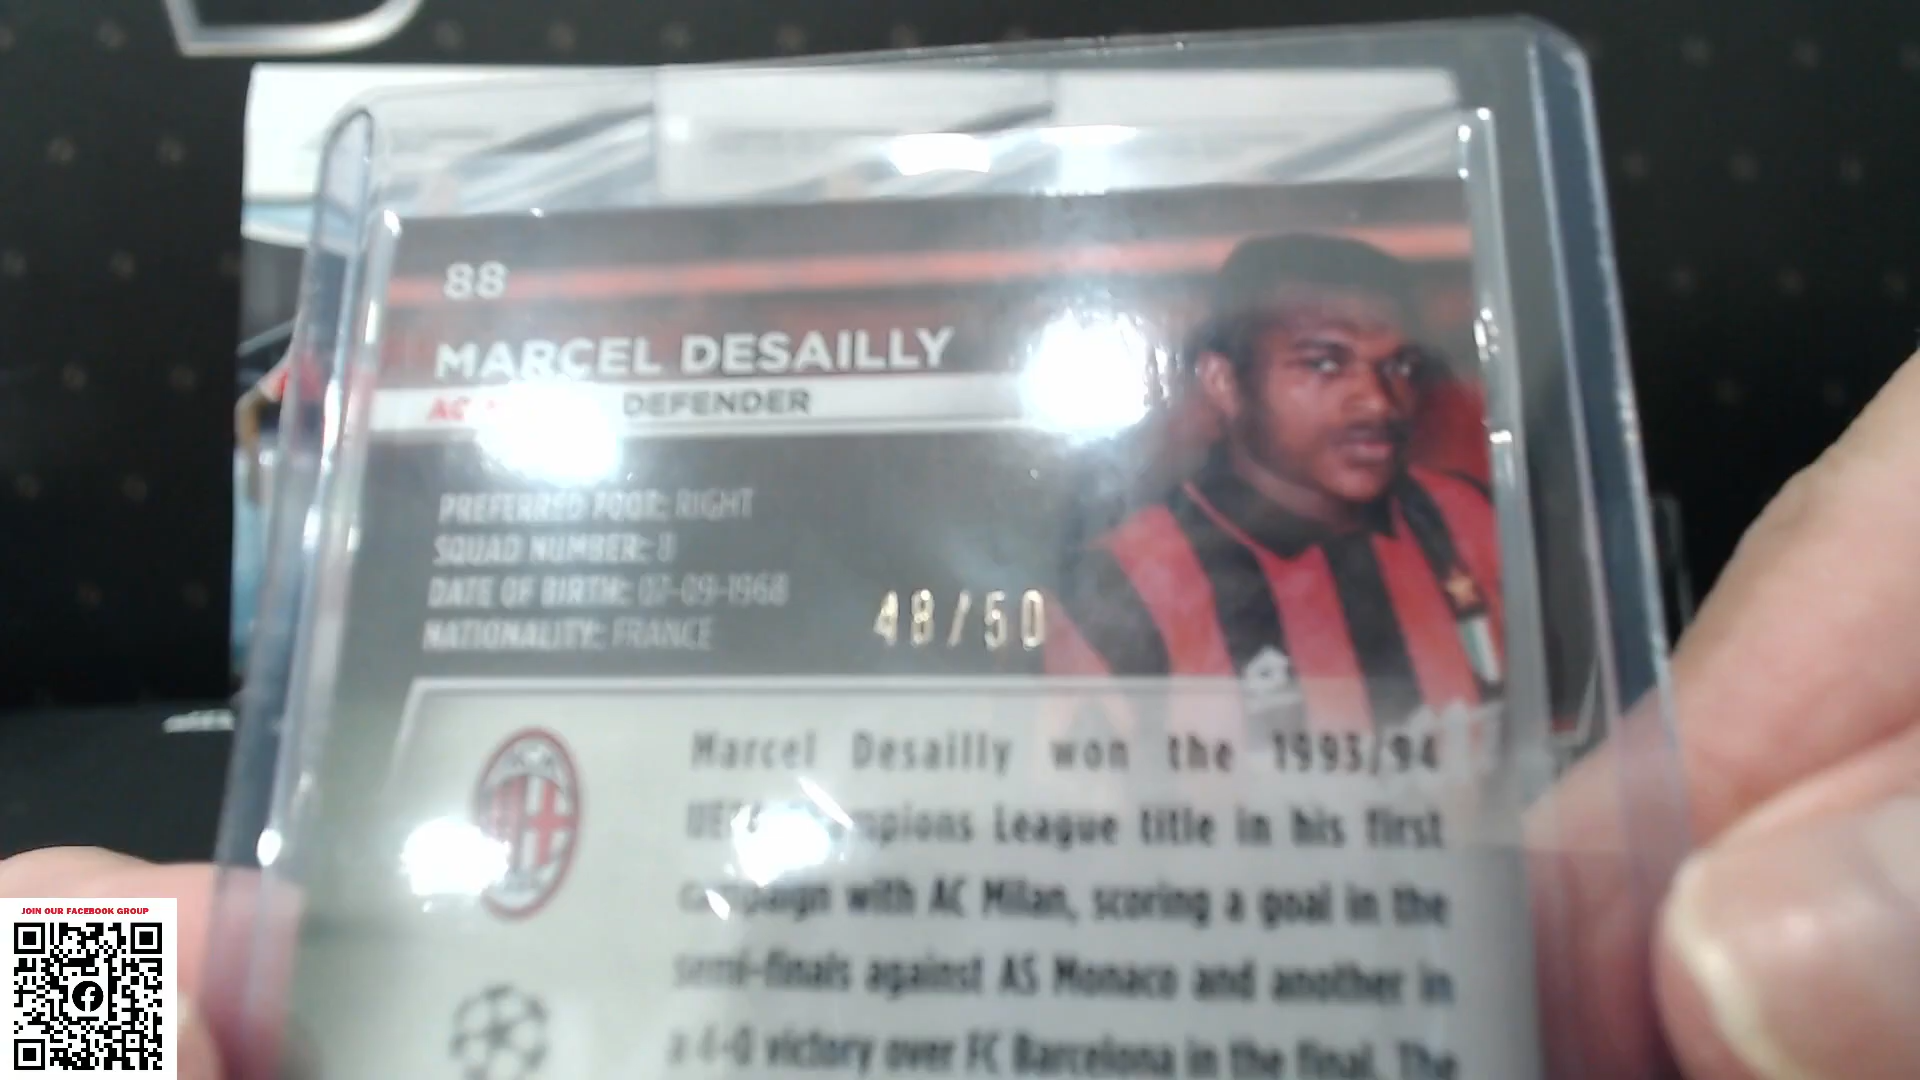 88
MARCEL DESAILLY
AC DEFENDER
PREFERRED FOOT: RIGHT
SQUAD NUMBER: 8
DATE OF BIRTH: 07-09-1968
NATIONALITY: FRANCE
48/50
Marcel Desailly won the 1993/94
UEFA Champions League title in his first
campaign with AC Milan, scoring a goal in the
semi-finals against AS Monaco and another in
a 4-0 victory over FC Barcelona in the final. The
JOIN OUR FACEBOOK GROUP